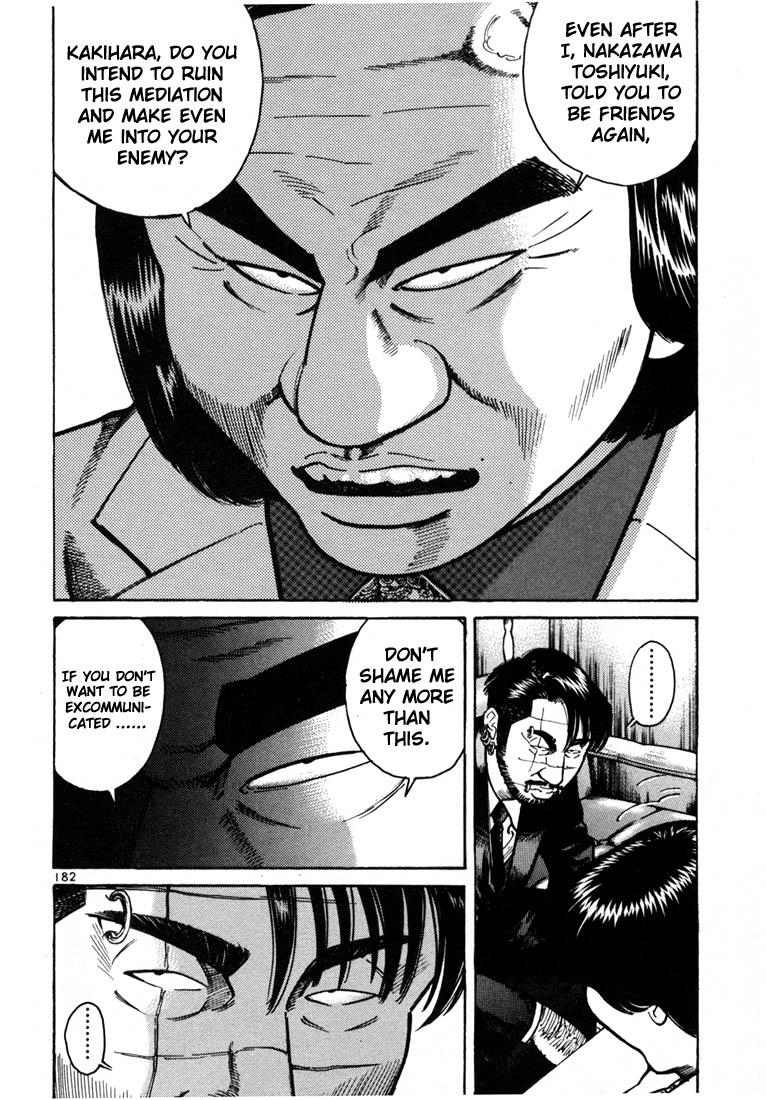 EVEN AFTER
I, NAKAZAWA
TOSHIYUKI,
TOLD YOU TO
BE FRIENDS
AGAIN,
KAKIHARA, DO YOU
INTEND TO RUIN
THIS MEDIATION
AND MAKE EVEN
ME INTO YOUR
ENEMY?
........
DON'T
SHAME ME
ANY MORE
THAN
THIS.
IF YOU DON'T
WANT TO BE
EXCOMMUNI-
CATED ......
182
........